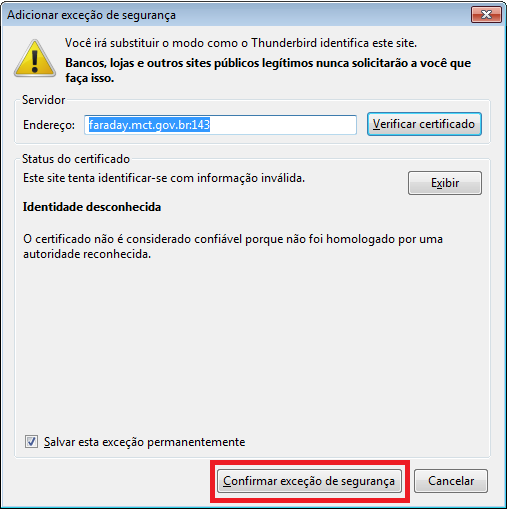 Adicionar exceção de segurança
Você irá substituir o modo como o Thunderbird identifica este site.
Bancos, lojas e outros sites públicos legítimos nunca solicitarão a você que
faça isso.
Servidor
Endereço:
faraday.mct.gov.br:143
Verificar certificado
Status do certificado
Este site tenta identificar-se com informação inválida.
Exibir
Identidade desconhecida
O certificado não é considerado confiável porque não foi homologado por uma
autoridade reconhecida.
Salvar esta exceção permanentemente
Confirmar exceção de segurança
Cancelar